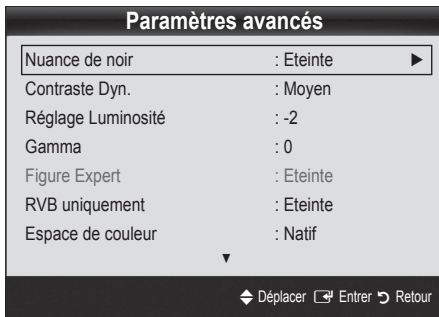 Paramètres avancés
Nuance de noir : Eteinte ►
Contraste Dyn. : Moyen
Réglage Luminosité : -2
Gamma : 0
Figure Expert : Eteinte
RVB uniquement : Eteinte
Espace de couleur : Natif
▼
Déplacer Entrer Retour